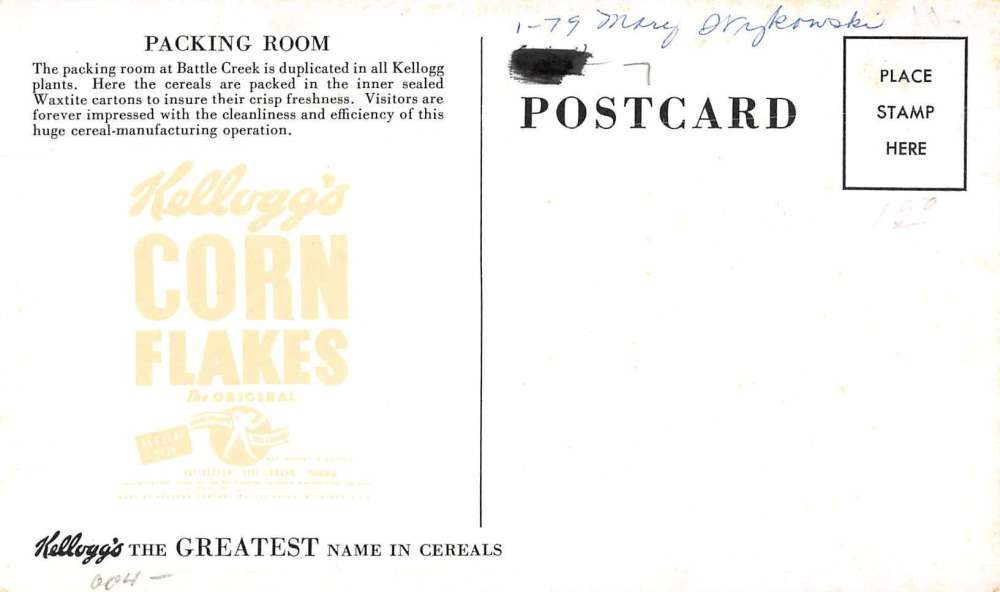 PACKING ROOM
The packing room at Battle Creek is duplicated in all Kellogg
plants. Here the cereals are packed in the inner sealed
Waxtite cartons to insure their crisp freshness. Visitors are
forever impressed with the cleanliness and efficiency of this
huge cereal-manufacturing operation.
Kellogg's
CORN
FLAKES
The ORIGINAL
Kellogg's THE GREATEST NAME IN CEREALS
004 -
1-79 Mary
POSTCARD
PLACE
STAMP
HERE